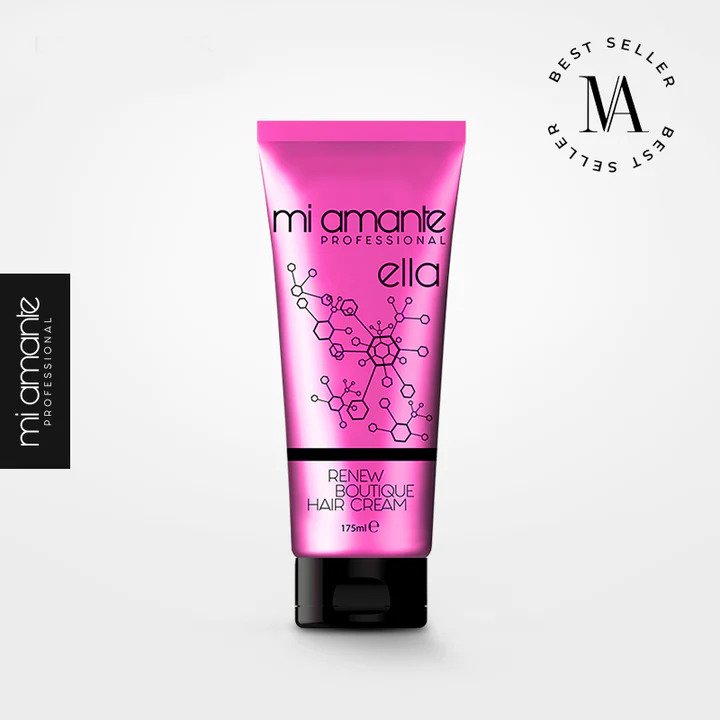 BEST SELLER
MA
BEST SELLER
mi amante
PROFESSIONAL
ella
mi amante
PROFESSIONAL
RENEW
BOUTIQUE
HAIR CREAM
175ml e